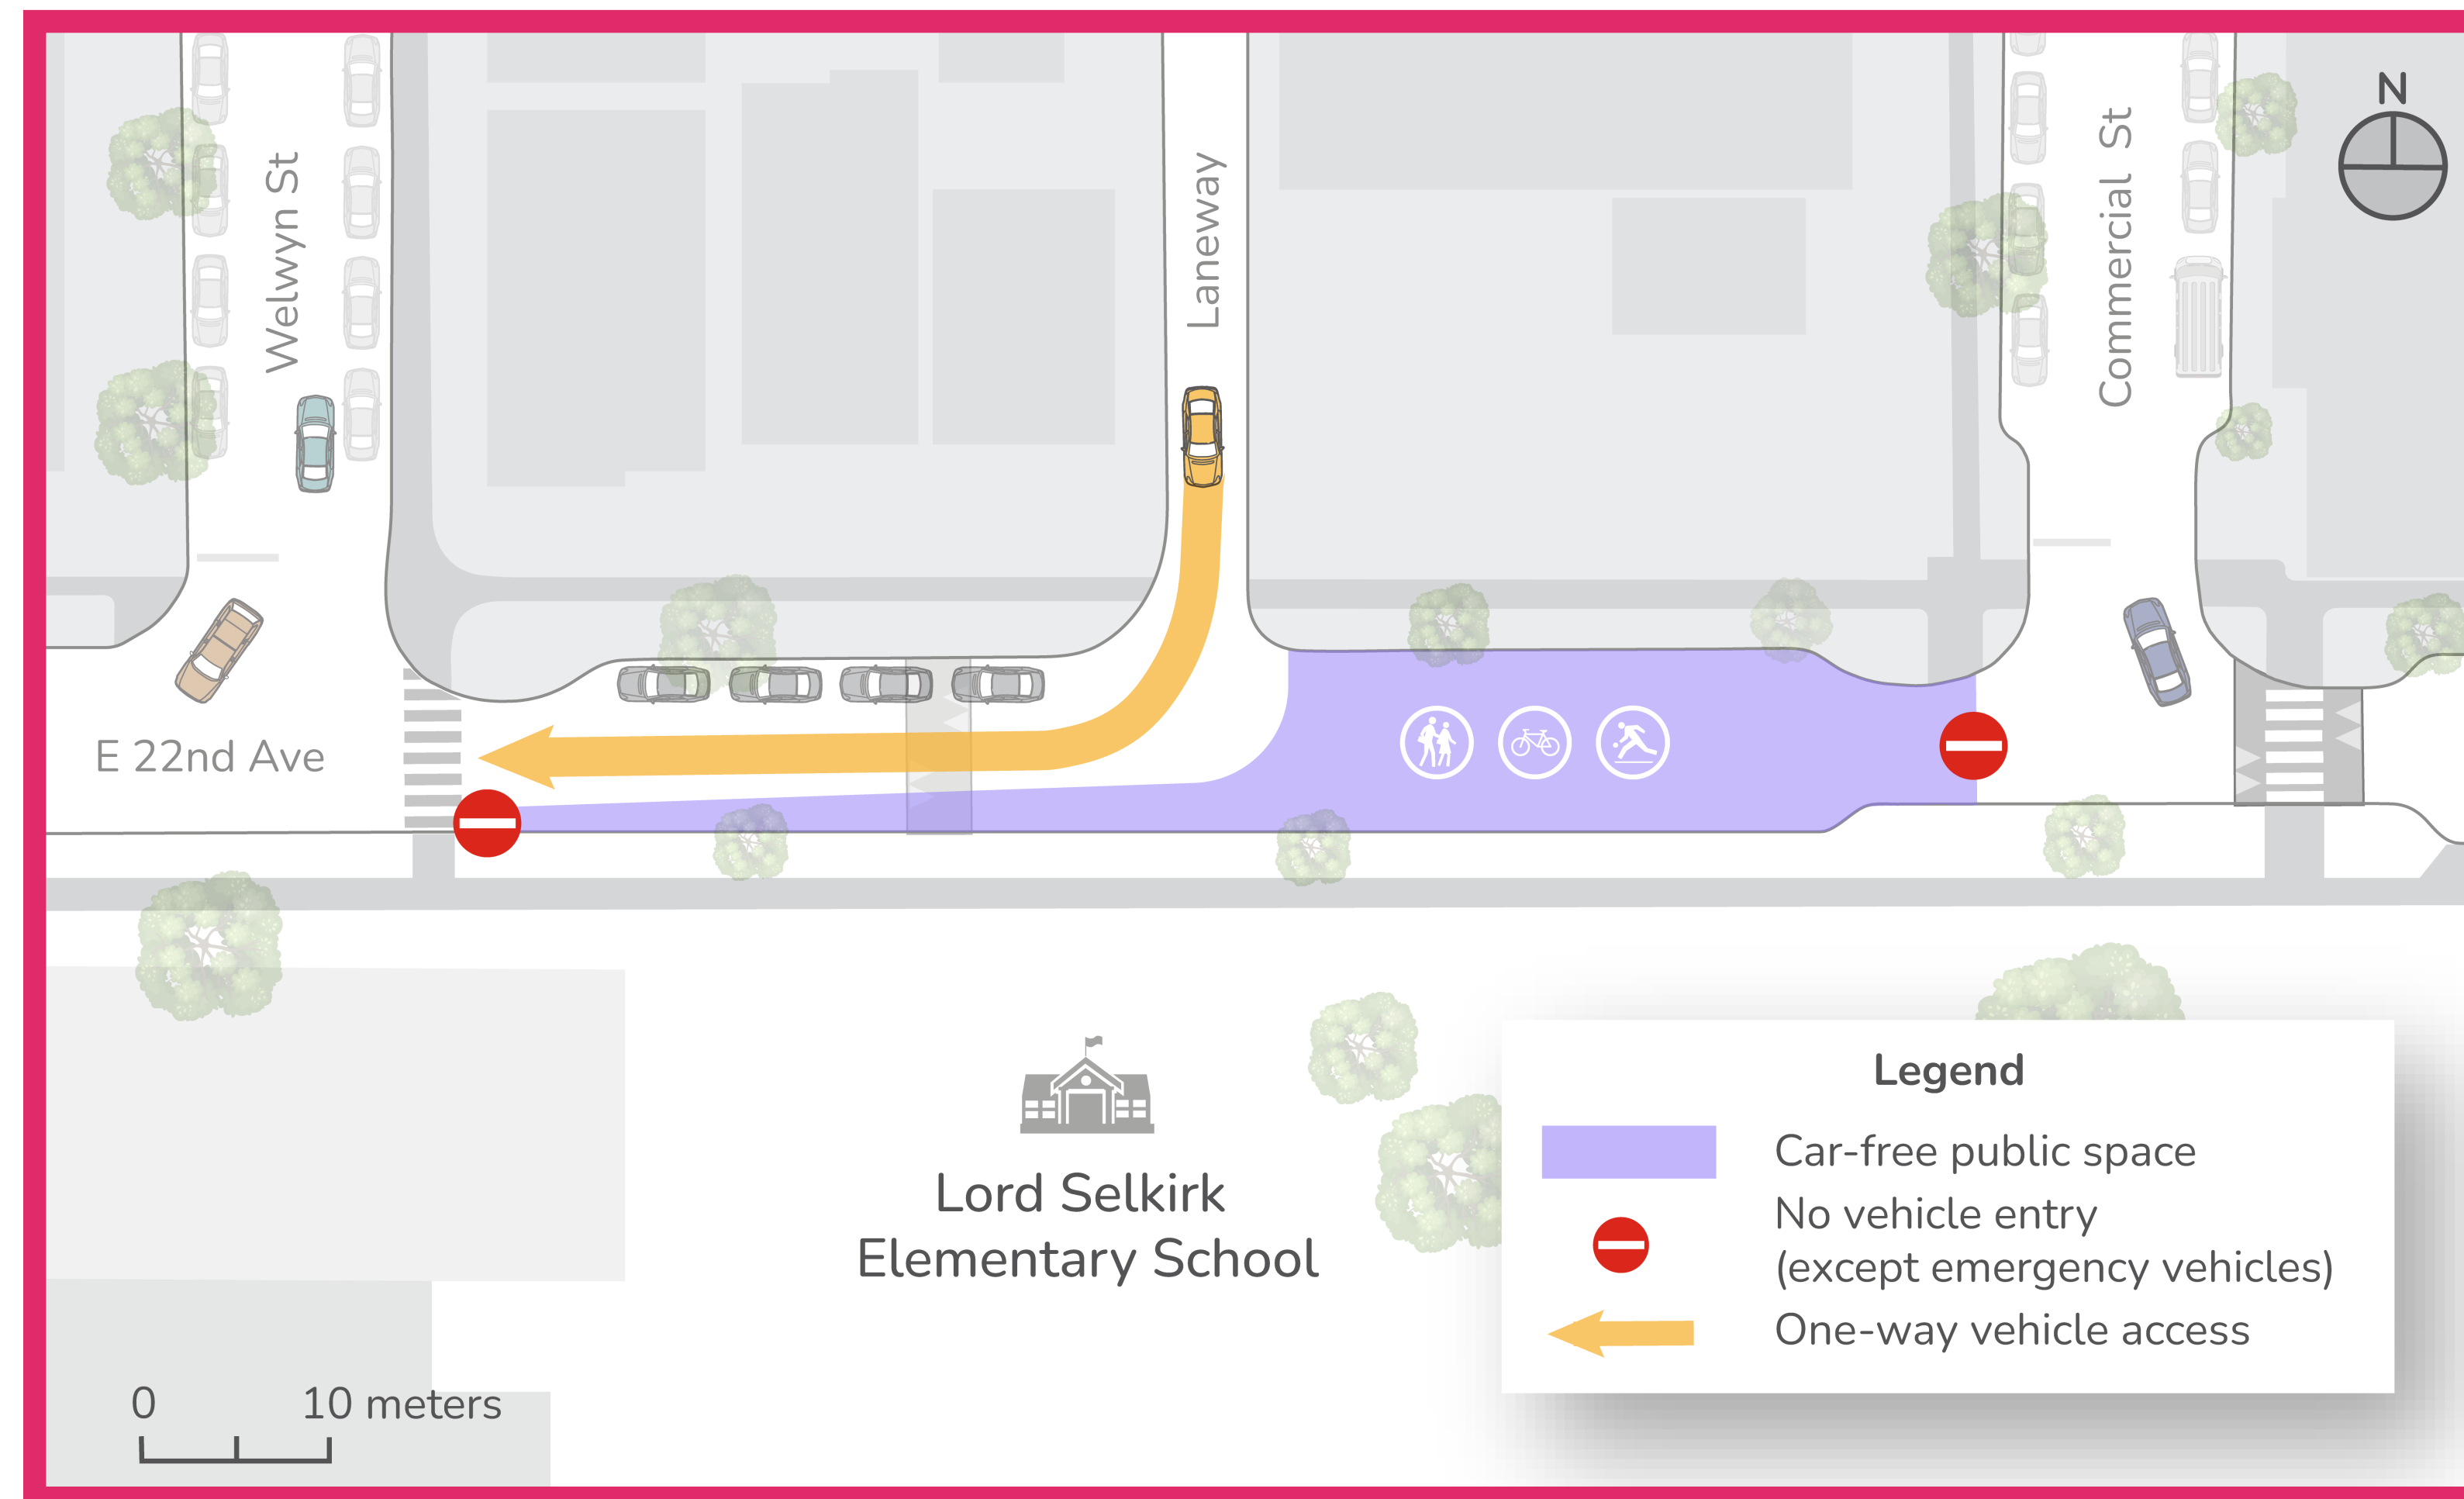 N
Welwyn St
Laneway
Commercial St
E 22nd Ave
Lord Selkirk
Elementary School
Legend
Car-free public space
No vehicle entry
(except emergency vehicles)
One-way vehicle access
0 10 meters